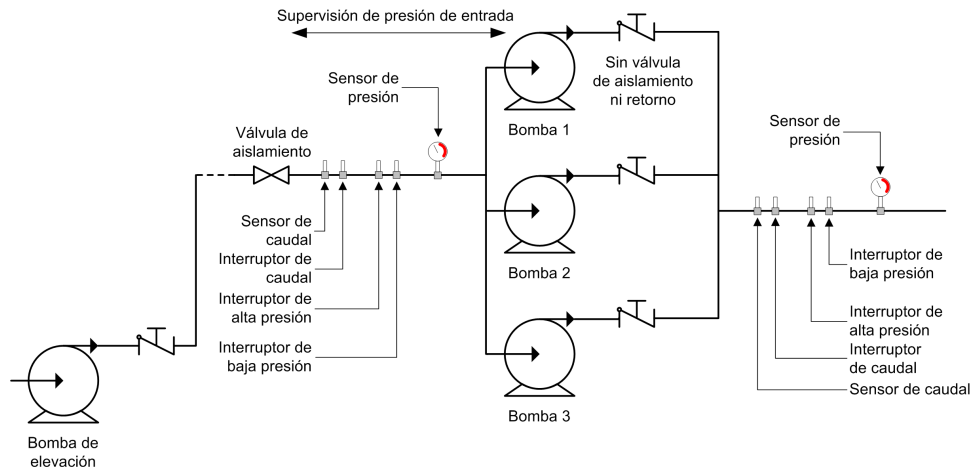 Supervisión de presión de entrada
Sensor de
presión
Sin válvula
de aislamiento
ni retorno
Bomba 1
Sensor de
presión
Válvula de
aislamiento
Sensor de
caudal
Interruptor de
caudal
Interruptor de
alta presión
Interruptor de
baja presión
Bomba 2
Interruptor de
baja presión
Interruptor de
alta presión
Interruptor
de caudal
Sensor de caudal
Bomba 3
Bomba de
elevación